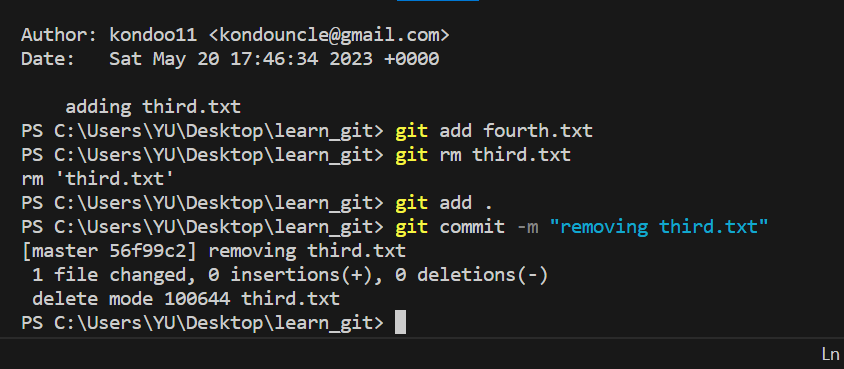 Author: kondoo11 <kondouncle@gmail.com>
Date:   Sat May 20 17:46:34 2023 +0000

    adding third.txt
PS C:\Users\YU\Desktop\learn_git> git add fourth.txt
PS C:\Users\YU\Desktop\learn_git> git rm third.txt
rm 'third.txt'
PS C:\Users\YU\Desktop\learn_git> git add .
PS C:\Users\YU\Desktop\learn_git> git commit -m "removing third.txt"
[master 56f99c2] removing third.txt
 1 file changed, 0 insertions(+), 0 deletions(-)
 delete mode 100644 third.txt
PS C:\Users\YU\Desktop\learn_git>
Ln